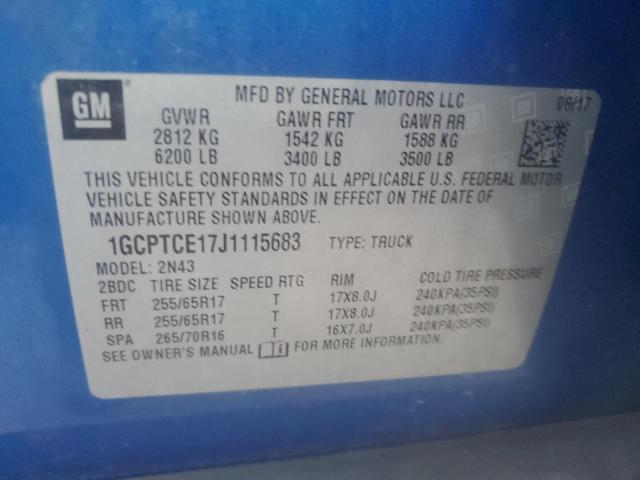 GM
MFD BY GENERAL MOTORS LLC 08/17
GVWR GAWR FRT GAWR RR
2812 KG 1542 KG 1588 KG
6200 LB 3400 LB 3500 LB
THIS VEHICLE CONFORMS TO ALL APPLICABLE U.S. FEDERAL MOTOR
VEHICLE SAFETY STANDARDS IN EFFECT ON THE DATE OF
MANUFACTURE SHOWN ABOVE.
1GCPTCE17J1115683 TYPE: TRUCK
MODEL: 2N43
2BDC TIRE SIZE SPEED RTG RIM COLD TIRE PRESSURE
FRT 255/65R17 T 17X8.0J 240KPA(35PSI)
RR 255/65R17 T 17X8.0J 240KPA(35PSI)
SPA 265/70R16 T 16X7.0J 240KPA(35PSI)
SEE OWNER'S MANUAL FOR MORE INFORMATION.